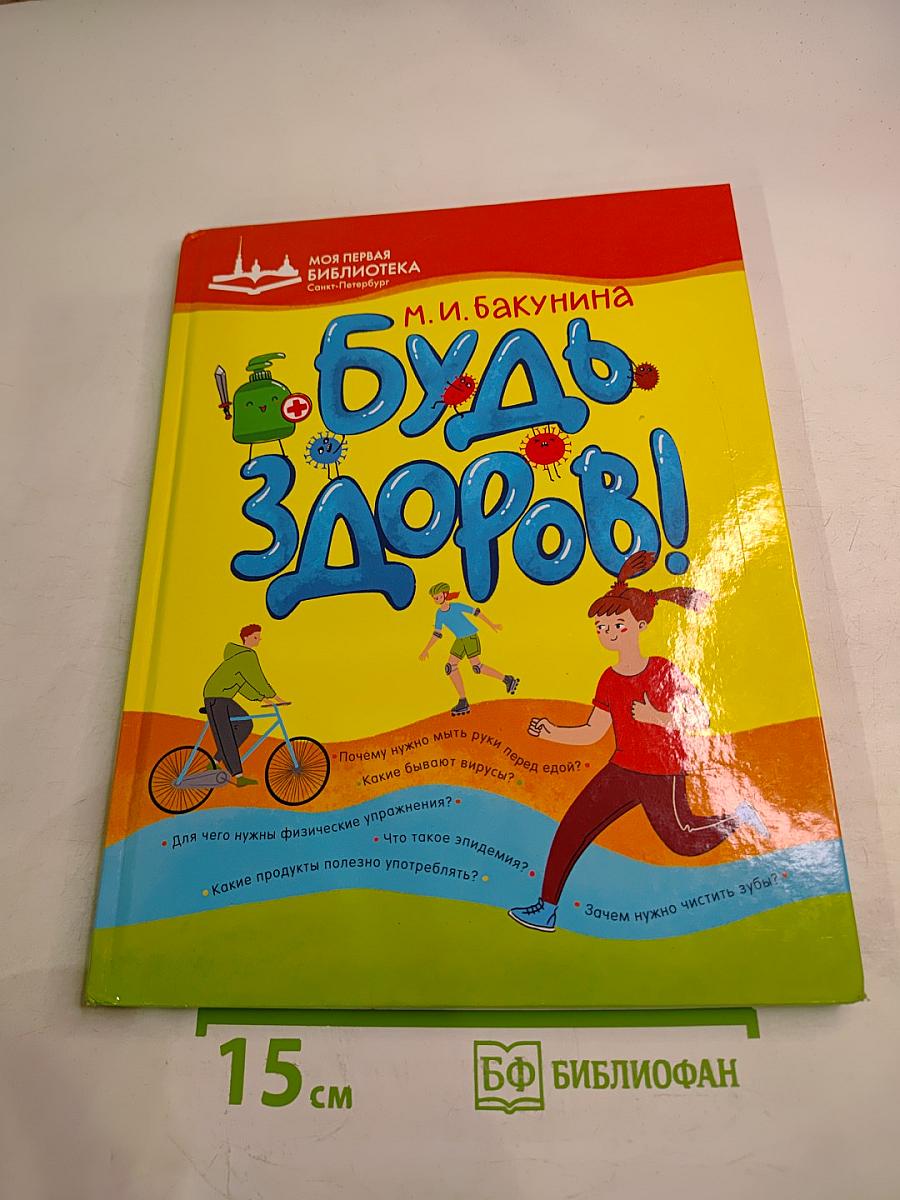 МОЯ ПЕРВАЯ
БИБЛИОТЕКА
Санкт-Петербург
М. И. Бакунина
Будь
здоров!
• Почему нужно мыть руки перед едой? •
• Какие бывают вирусы? •
• Для чего нужны физические упражнения? •
• Что такое эпидемия? •
• Какие продукты полезно употреблять? •
• Зачем нужно чистить зубы? •
15 см
БФ БИБЛИОФАН